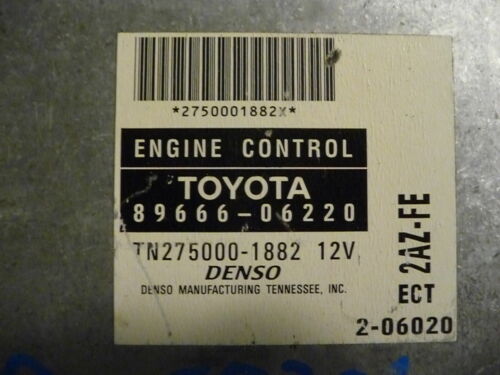 *2750001882X*
ENGINE CONTROL
TOYOTA
89666-06220
TN275000-1882 12V
DENSO
DENSO MANUFACTURING TENNESSEE, INC.
2AZ-FE
ECT
2-06020